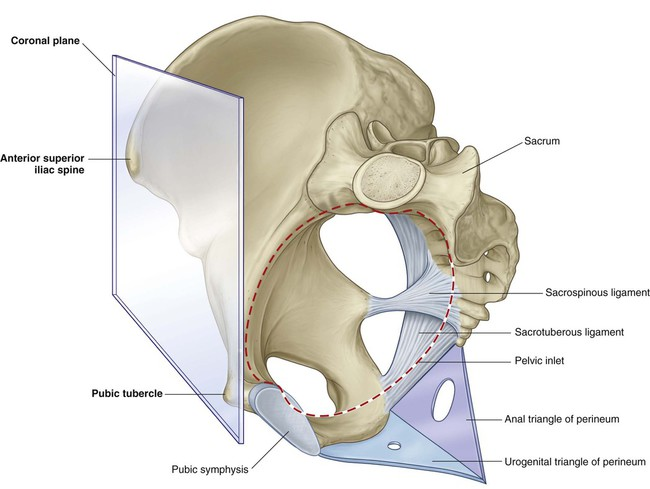 Coronal plane
Anterior superior
iliac spine
Sacrum
Sacrospinous ligament
Sacrotuberous ligament
Pelvic inlet
Pubic tubercle
Anal triangle of perineum
Urogenital triangle of perineum
Pubic symphysis